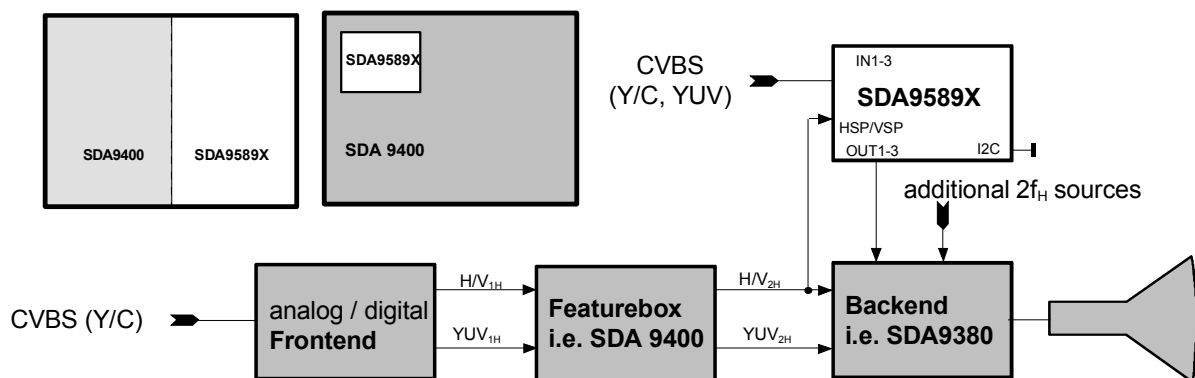 SDA9400
SDA9589X
SDA9589X
SDA 9400
CVBS
(Y/C, YUV)
IN1-3
SDA9589X
HSP/VSP
OUT1-3
I2C
additional 2fH sources
CVBS (Y/C)
analog / digital
Frontend
H/V1H
YUV1H
Featurebox
i.e. SDA 9400
H/V2H
YUV2H
Backend
i.e. SDA9380